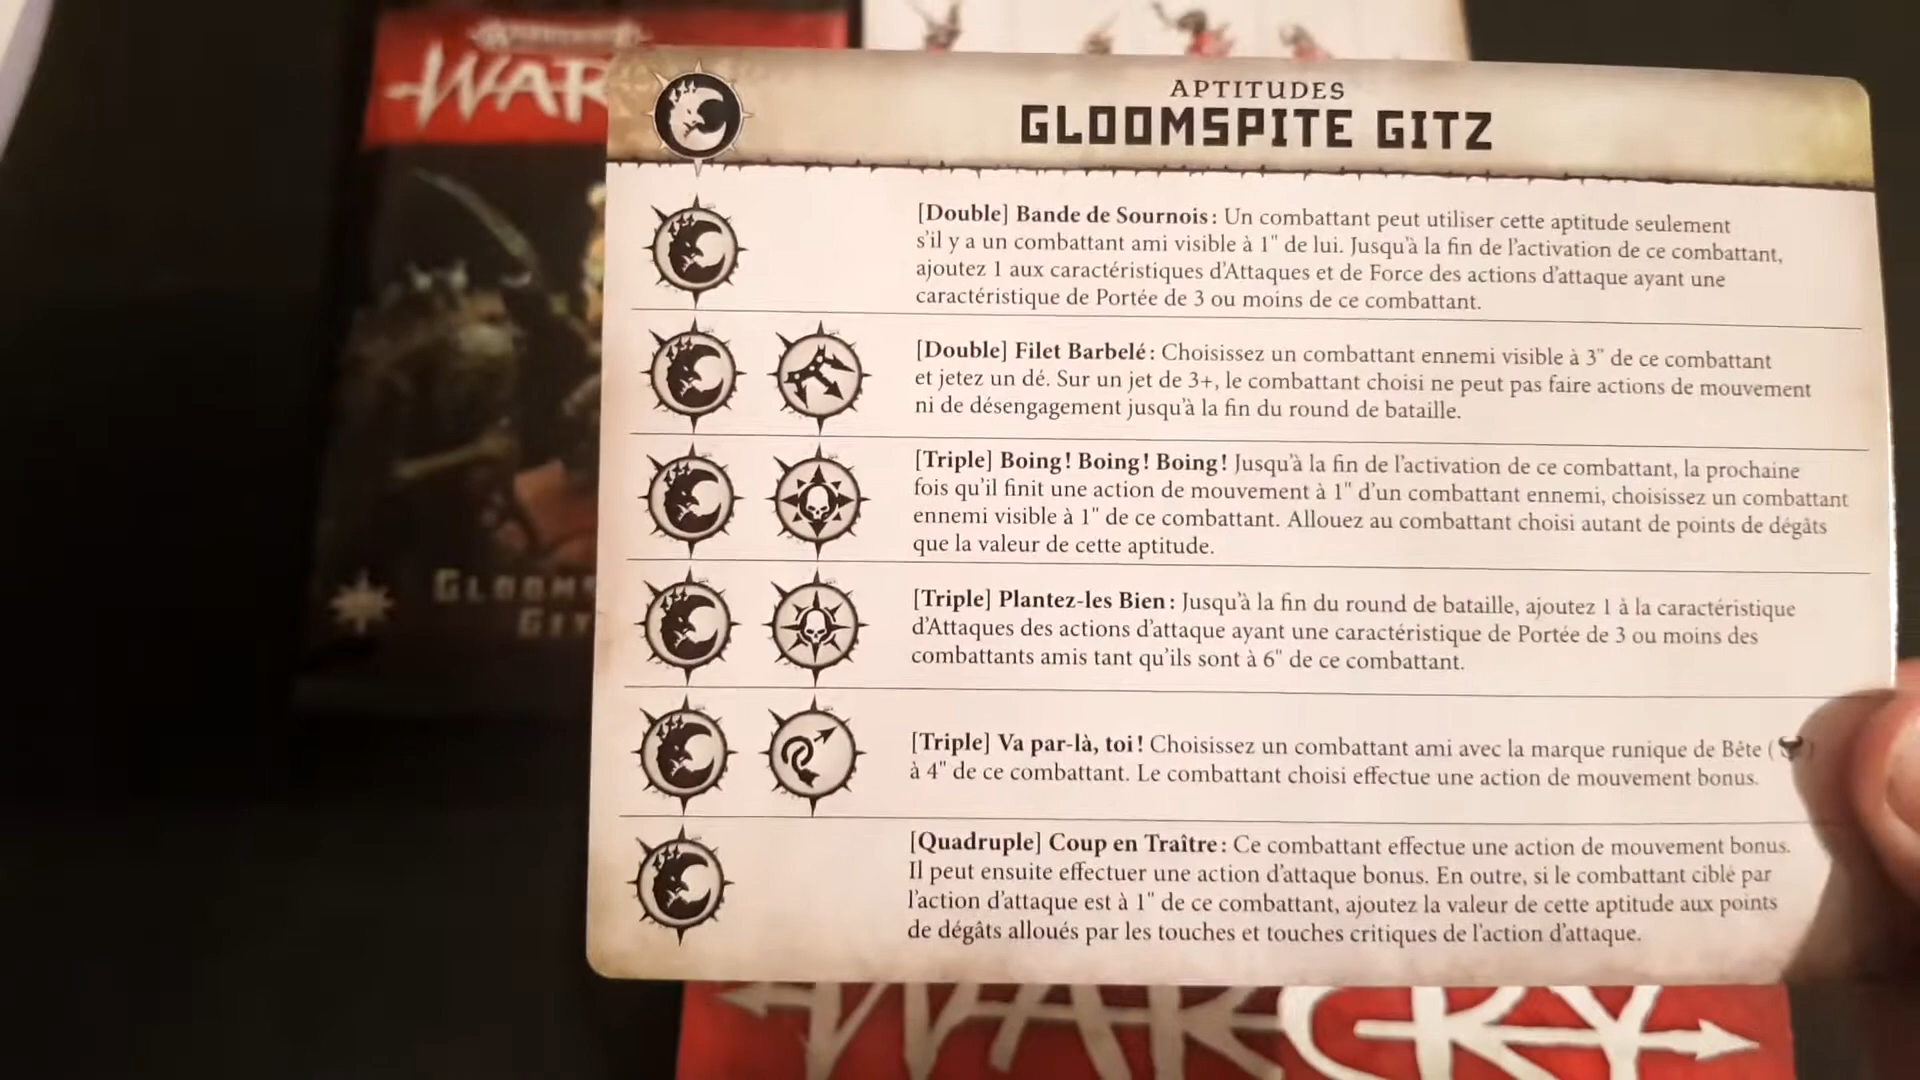 WAR
APTITUDES
GLOOMSPITE GITZ
[Double] Bande de Sournois : Un combattant peut utiliser cette aptitude seulement
s'il y a un combattant ami visible à 1" de lui. Jusqu'à la fin de l'activation de ce combattant,
ajoutez 1 aux caractéristiques d'Attaques et de Force des actions d'attaque ayant une
caractéristique de Portée de 3 ou moins de ce combattant.
[Double] Filet Barbelé : Choisissez un combattant ennemi visible à 3" de ce combattant
et jetez un dé. Sur un jet de 3+, le combattant choisi ne peut pas faire actions de mouvement
ni de désengagement jusqu'à la fin du round de bataille.
[Triple] Boing ! Boing ! Boing ! Jusqu'à la fin de l'activation de ce combattant, la prochaine
fois qu'il finit une action de mouvement à 1" d'un combattant ennemi, choisissez un combattant
ennemi visible à 1" de ce combattant. Allouez au combattant choisi autant de points de dégâts
que la valeur de cette aptitude.
[Triple] Plantez-les Bien : Jusqu'à la fin du round de bataille, ajoutez 1 à la caractéristique
d'Attaques des actions d'attaque ayant une caractéristique de Portée de 3 ou moins des
combattants amis tant qu'ils sont à 6" de ce combattant.
[Triple] Va par-là, toi ! Choisissez un combattant ami avec la marque runique de Bête ( )
à 4" de ce combattant. Le combattant choisi effectue une action de mouvement bonus.
[Quadruple] Coup en Traître : Ce combattant effectue une action de mouvement bonus.
Il peut ensuite effectuer une action d'attaque bonus. En outre, si le combattant ciblé par
l'action d'attaque est à 1" de ce combattant, ajoutez la valeur de cette aptitude aux points
de dégâts alloués par les touches et touches critiques de l'action d'attaque.
GLOOM
GIT
WARCRY